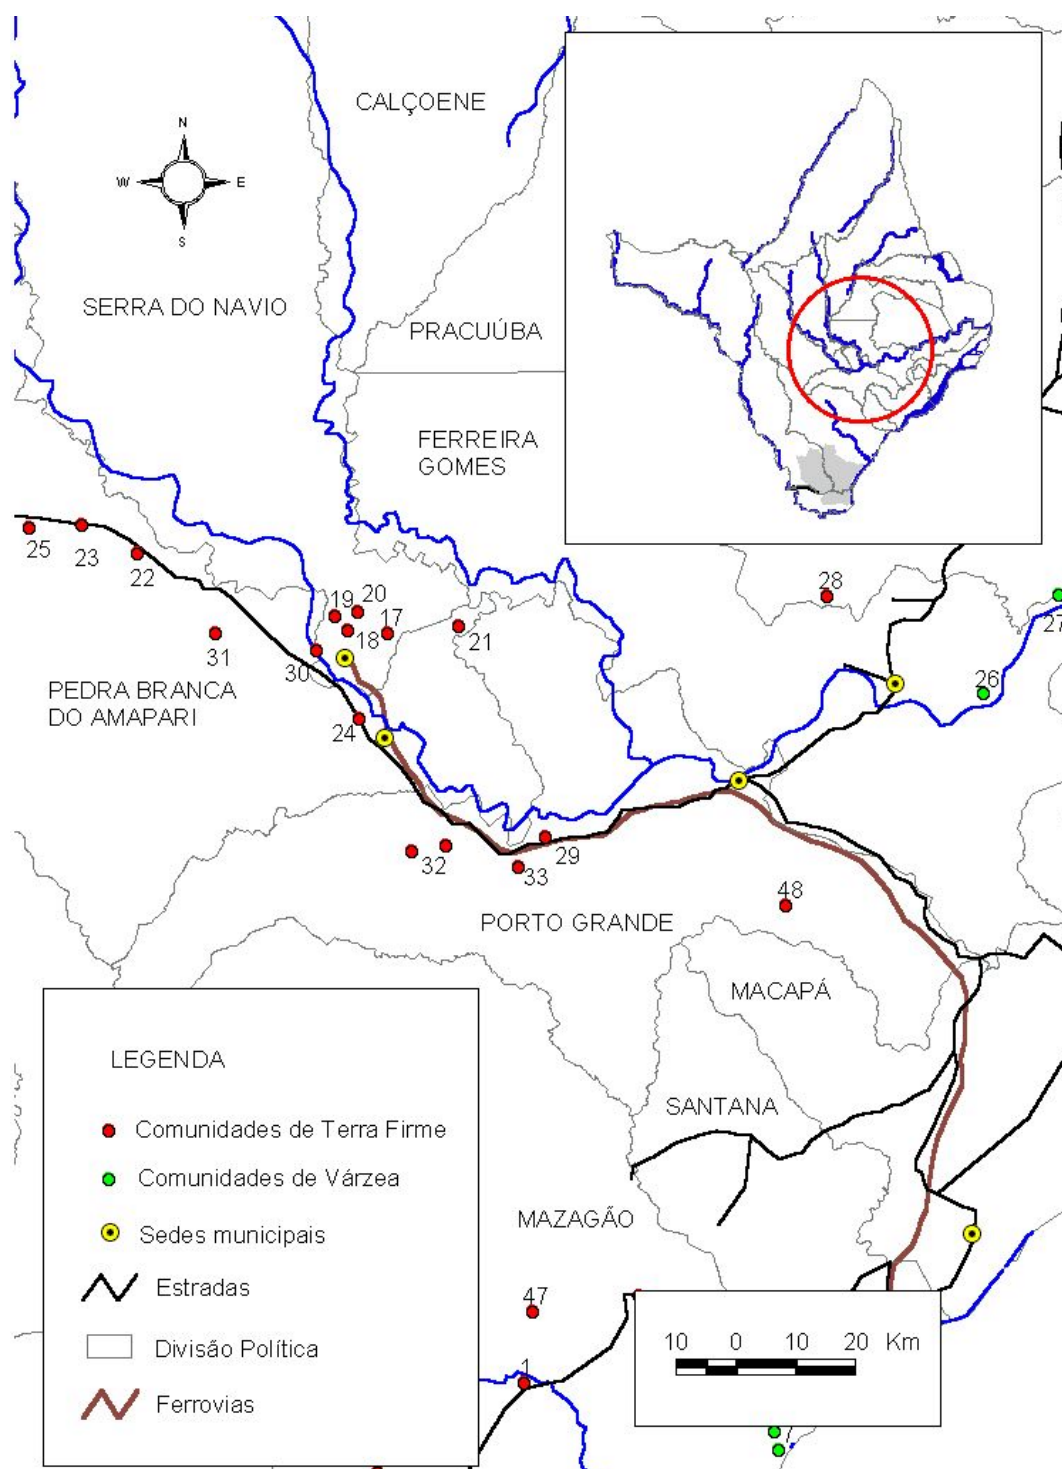 CALÇOENE
N
W
E
S
SERRA DO NAVIO
PRACUÚBA
FERREIRA
GOMES
25
23
22
19
20
18
17
21
28
27
31
30
26
PEDRA BRANCA
DO AMAPARI
24
32
29
33
48
PORTO GRANDE
MACAPÁ
LEGENDA
SANTANA
Comunidades de Terra Firme
Comunidades de Várzea
MAZAGÃO
Sedes municipais
Estradas
47
10 0 10 20 Km
Divisão Política
1
Ferrovias